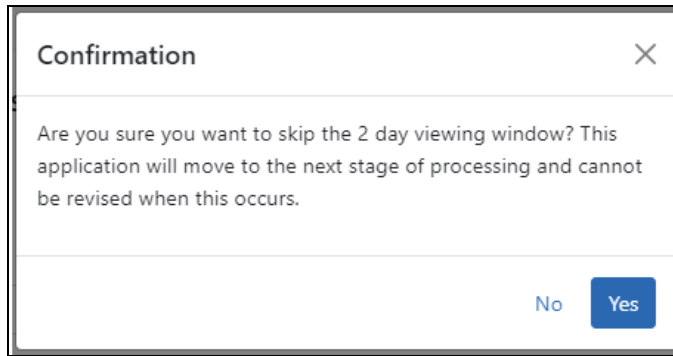 Confirmation
Are you sure you want to skip the 2 day viewing window? This
application will move to the next stage of processing and cannot
be revised when this occurs.
No
Yes